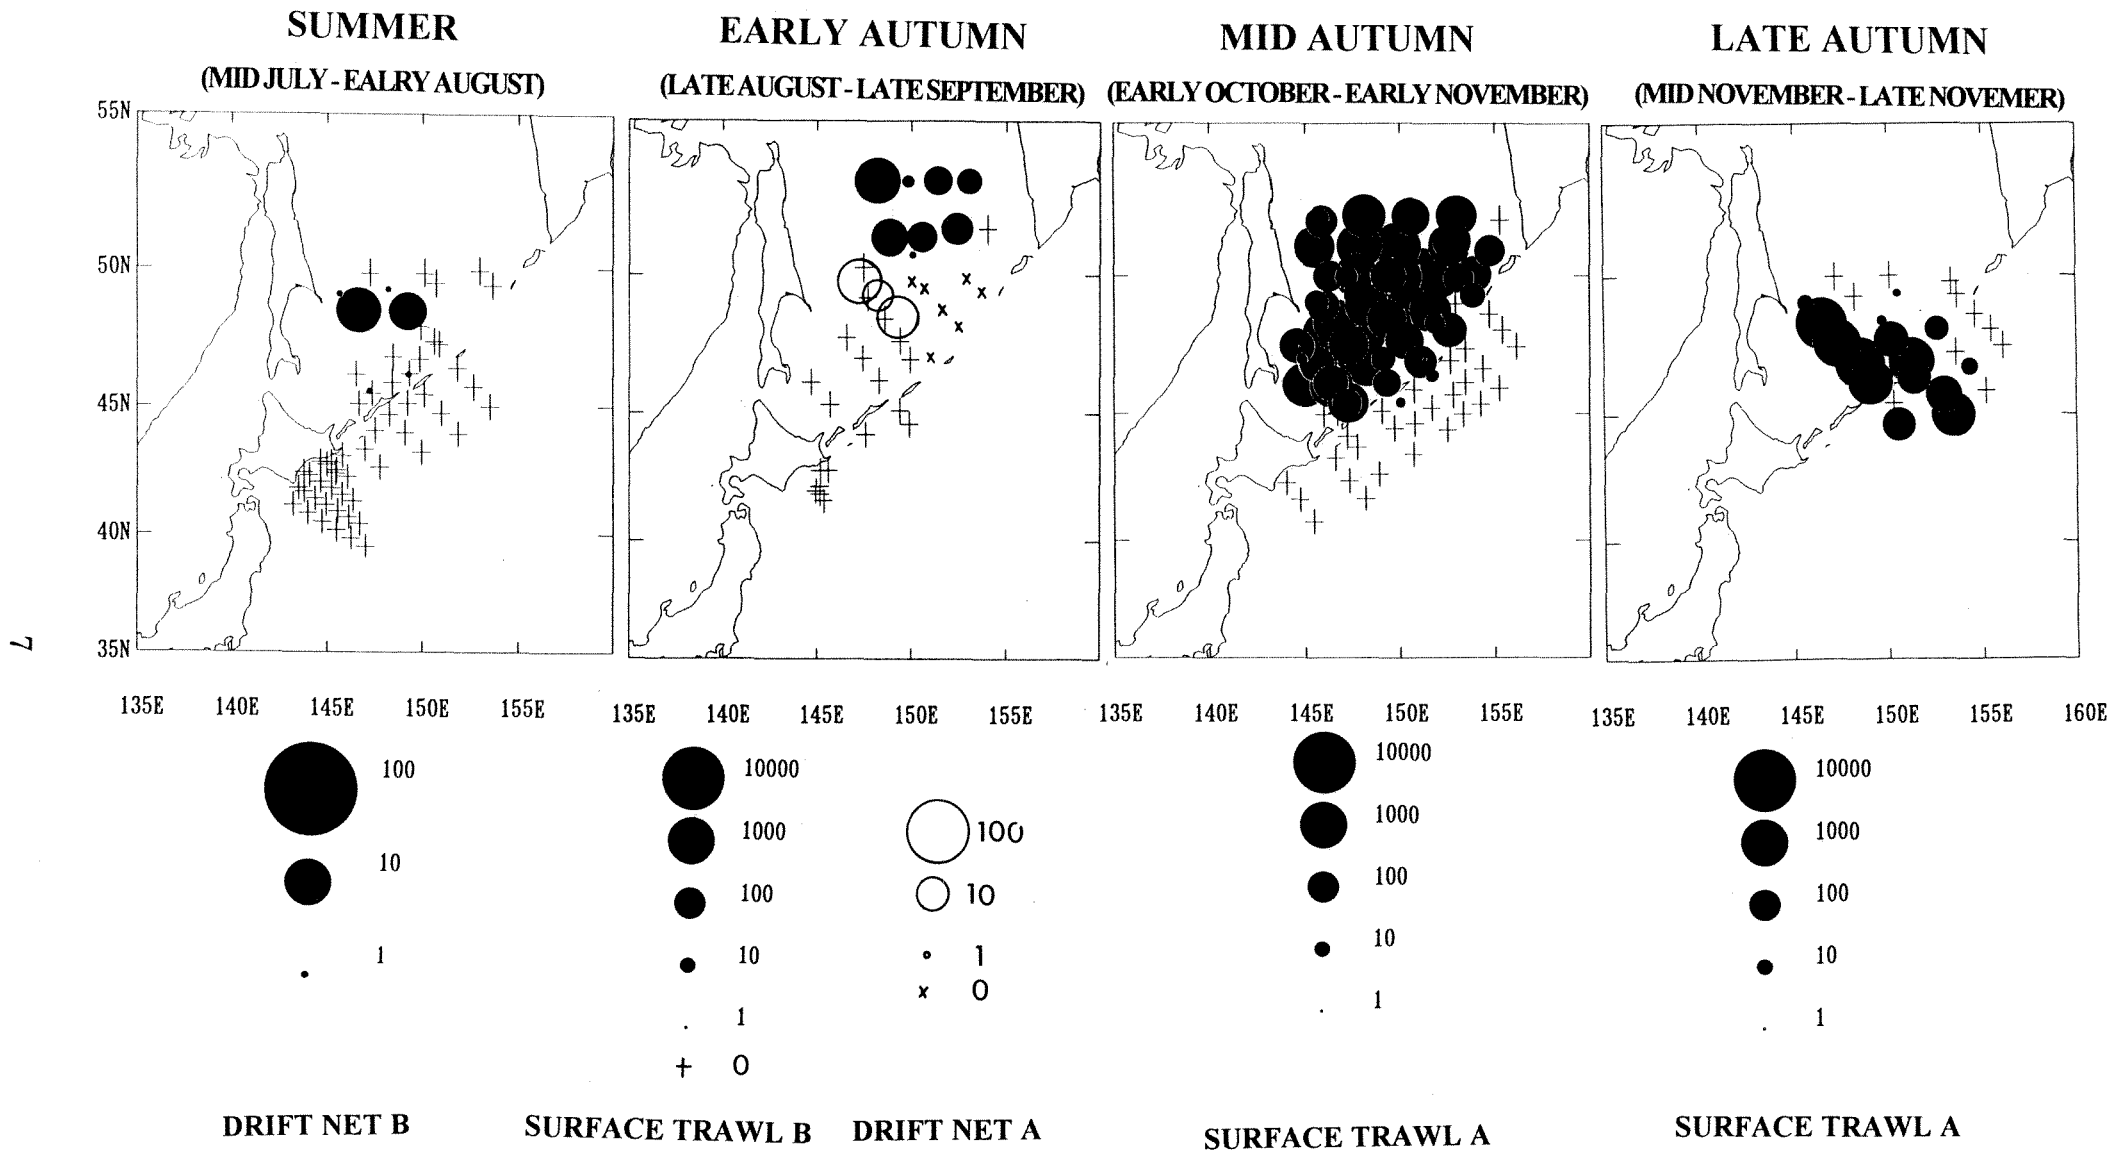 SUMMER
(MID JULY - EALRY AUGUST)
EARLY AUTUMN
(LATE AUGUST - LATE SEPTEMBER)
MID AUTUMN
(EARLY OCTOBER - EARLY NOVEMBER)
LATE AUTUMN
(MID NOVEMBER - LATE NOVEMER)
55N
50N
45N
40N
35N
7
135E 140E 145E 150E 155E
135E 140E 145E 150E 155E
135E 140E 145E 150E 155E
135E 140E 145E 150E 155E 160E
100
10
1
DRIFT NET B
10000
1000
100
10
1
+ 0
SURFACE TRAWL B
100
10
1
x 0
DRIFT NET A
10000
1000
100
10
1
SURFACE TRAWL A
10000
1000
100
10
1
SURFACE TRAWL A